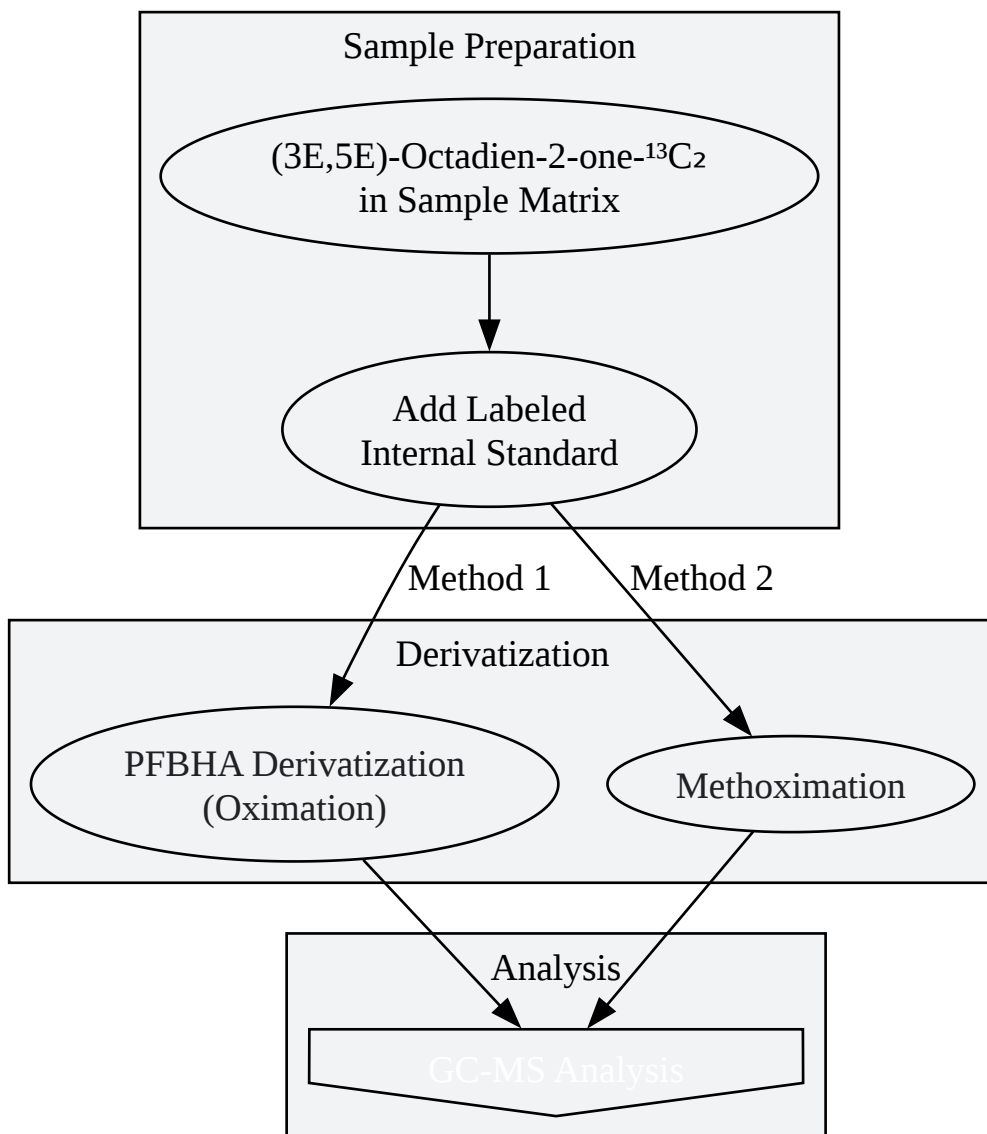 Sample Preparation
(3E,5E)-Octadien-2-one-¹³C₂
in Sample Matrix
Add Labeled
Internal Standard
Method 1
Method 2
Derivatization
PFBHA Derivatization
(Oximation)
Methoximation
Analysis
GC-MS Analysis